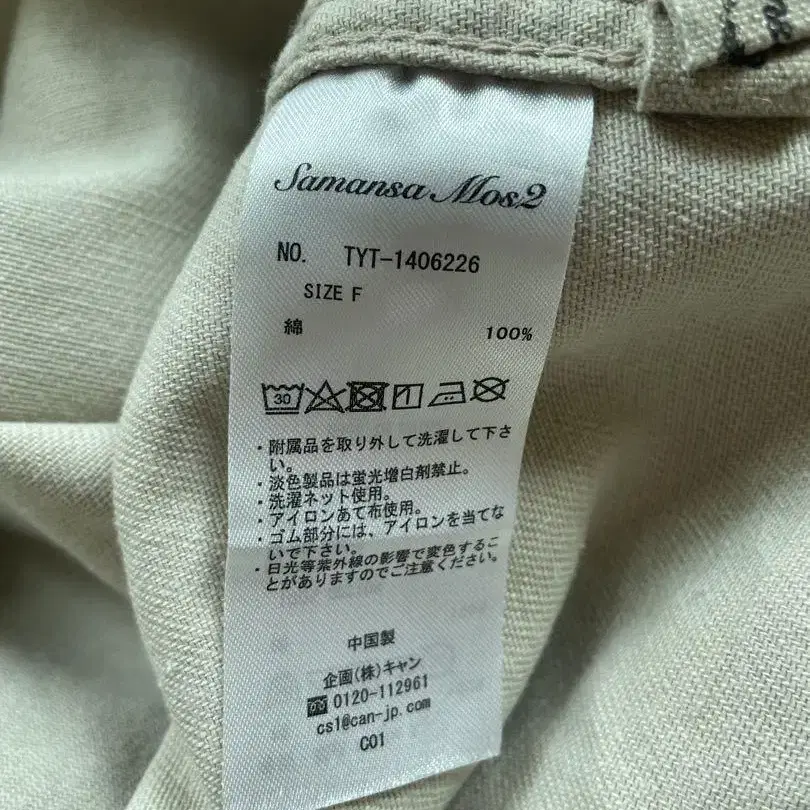 Samansa Mos2
NO. TYT-1406226
SIZE F
綿 100%
30
・附属品を取り外して洗濯して下さ
い。
・淡色製品は蛍光増白剤禁止。
・洗濯ネット使用。
・アイロンあて布使用。
・ゴム部分には、アイロンを当てな
いで下さい。
・日光等紫外線の影響で変色するこ
とがありますのでご注意ください。
中国製
企画(株)キャン
0120-112961
cs1@can-jp.com
C01